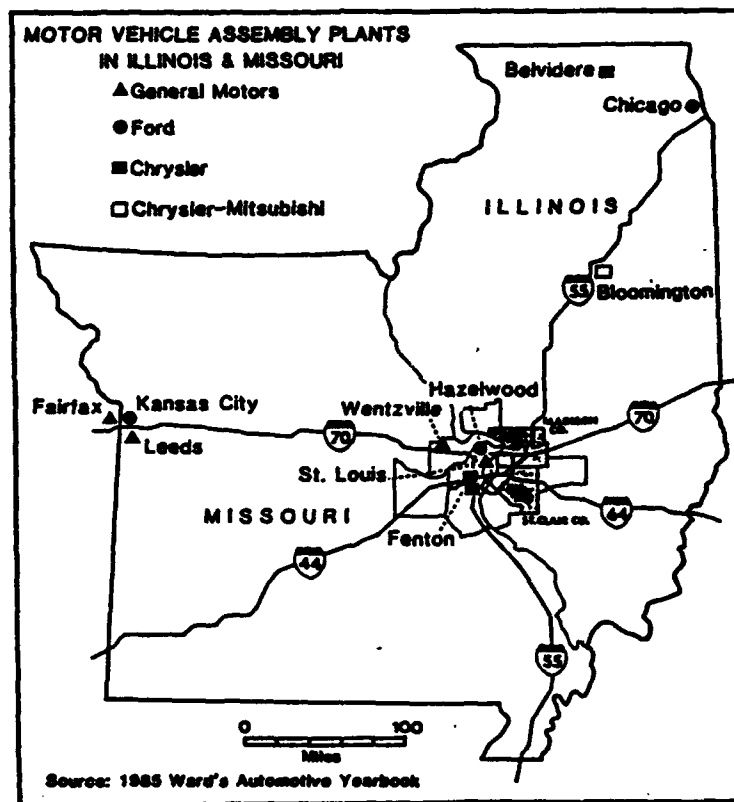 MOTOR VEHICLE ASSEMBLY PLANTS
IN ILLINOIS & MISSOURI
General Motors
Ford
Chrysler
Chrysler-Mitsubishi
Belvidere
Chicago
ILLINOIS
55
Bloomington
Hazelwood
Fairfax
Kansas City
Wentzville
MADISON
70
Leeds
70
St. Louis
MISSOURI
ST. CLAIR CO.
44
Fenton
44
55
0 100
Miles
Source: 1985 Ward's Automotive Yearbook